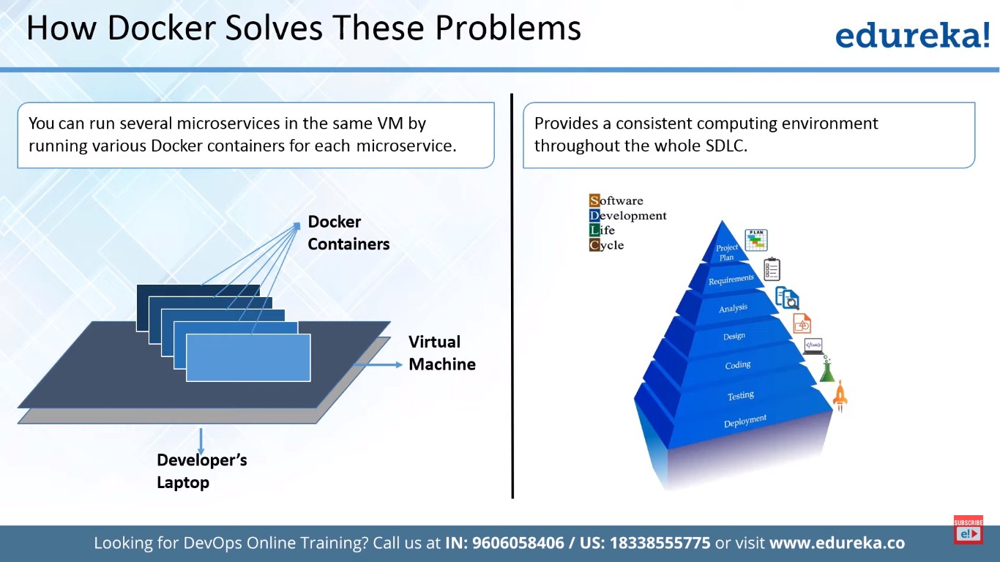 How Docker Solves These Problems
edureka!
You can run several microservices in the same VM by
running various Docker containers for each microservice.
Docker
Containers
Virtual
Machine
Developer's
Laptop
Provides a consistent computing environment
throughout the whole SDLC.
Software
Development
Life
Cycle
PLAN
Project
Plan
Requirements
Analysis
Design
</code>
Coding
Testing
Deployment
SUBSCRIBE
e!
Looking for DevOps Online Training? Call us at IN: 9606058406 / US: 18338555775 or visit www.edureka.co